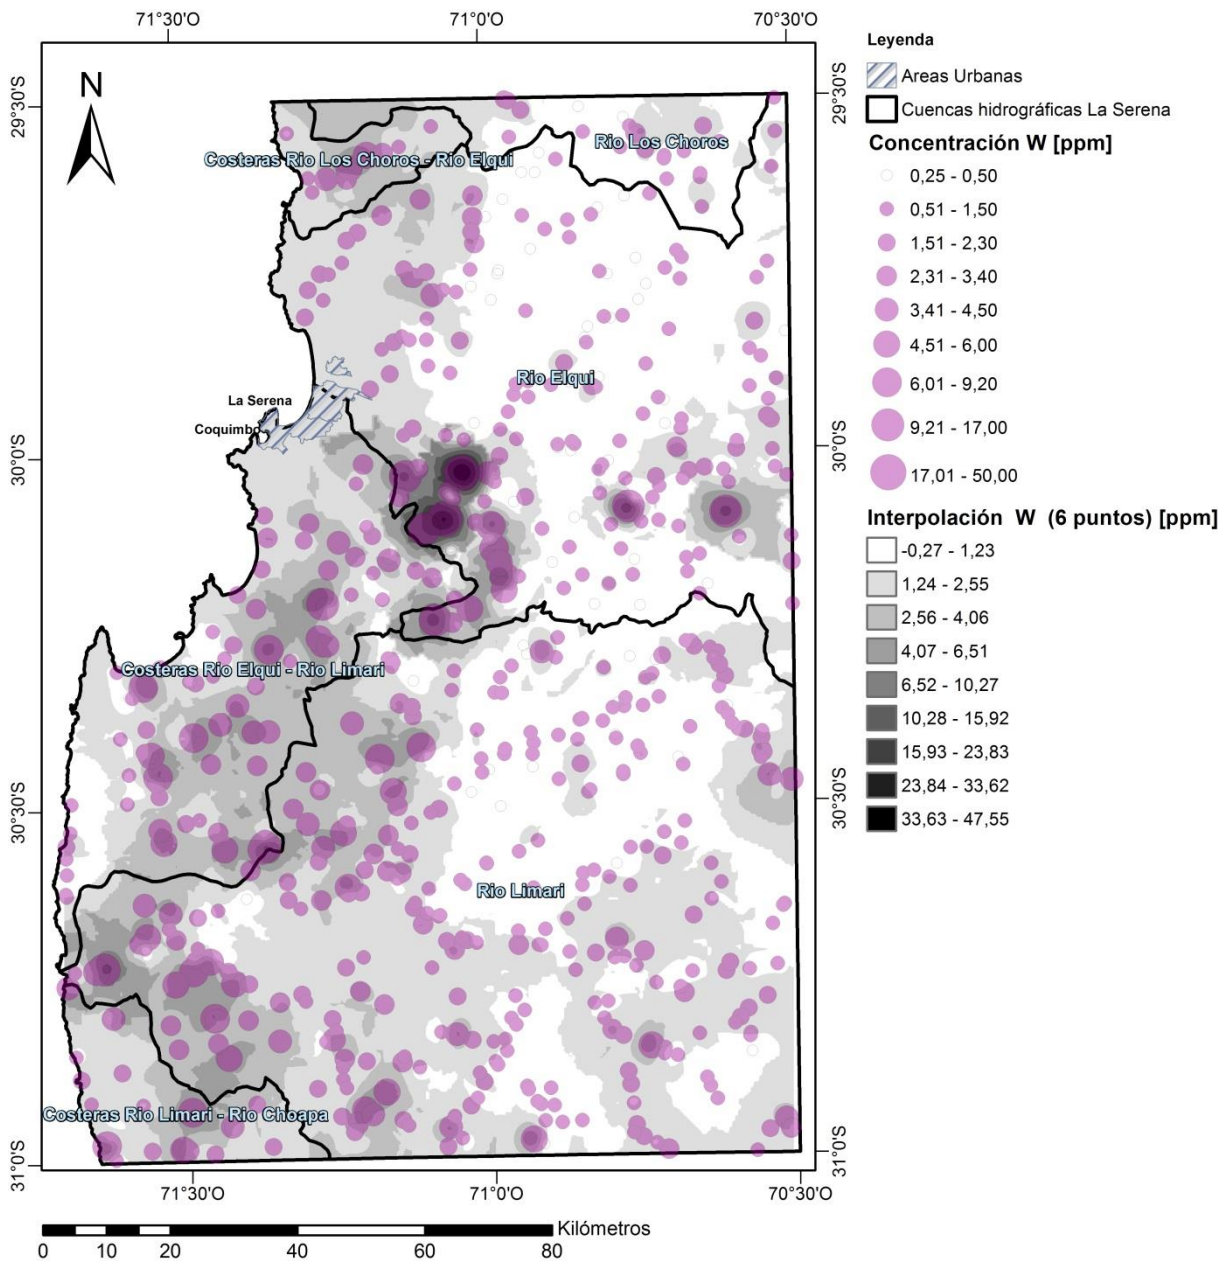 71°30'O
71°0'O
70°30'O
29°30'S
29°30'S
N
Costeras Rio Los Choros - Rio Elqui
Rio Los Choros
Rio Elqui
La Serena
Coquimbo
30°0'S
30°0'S
Costeras Rio Elqui - Rio Limari
30°30'S
30°30'S
Rio Limari
Costeras Rio Limari - Rio Choapa
31°0'S
31°0'S
71°30'O
71°0'O
70°30'O
Kilómetros
0
10
20
40
60
80
Leyenda
Areas Urbanas
Cuencas hidrográficas La Serena
Concentración W [ppm]
0,25 - 0,50
0,51 - 1,50
1,51 - 2,30
2,31 - 3,40
3,41 - 4,50
4,51 - 6,00
6,01 - 9,20
9,21 - 17,00
17,01 - 50,00
Interpolación W (6 puntos) [ppm]
-0,27 - 1,23
1,24 - 2,55
2,56 - 4,06
4,07 - 6,51
6,52 - 10,27
10,28 - 15,92
15,93 - 23,83
23,84 - 33,62
33,63 - 47,55